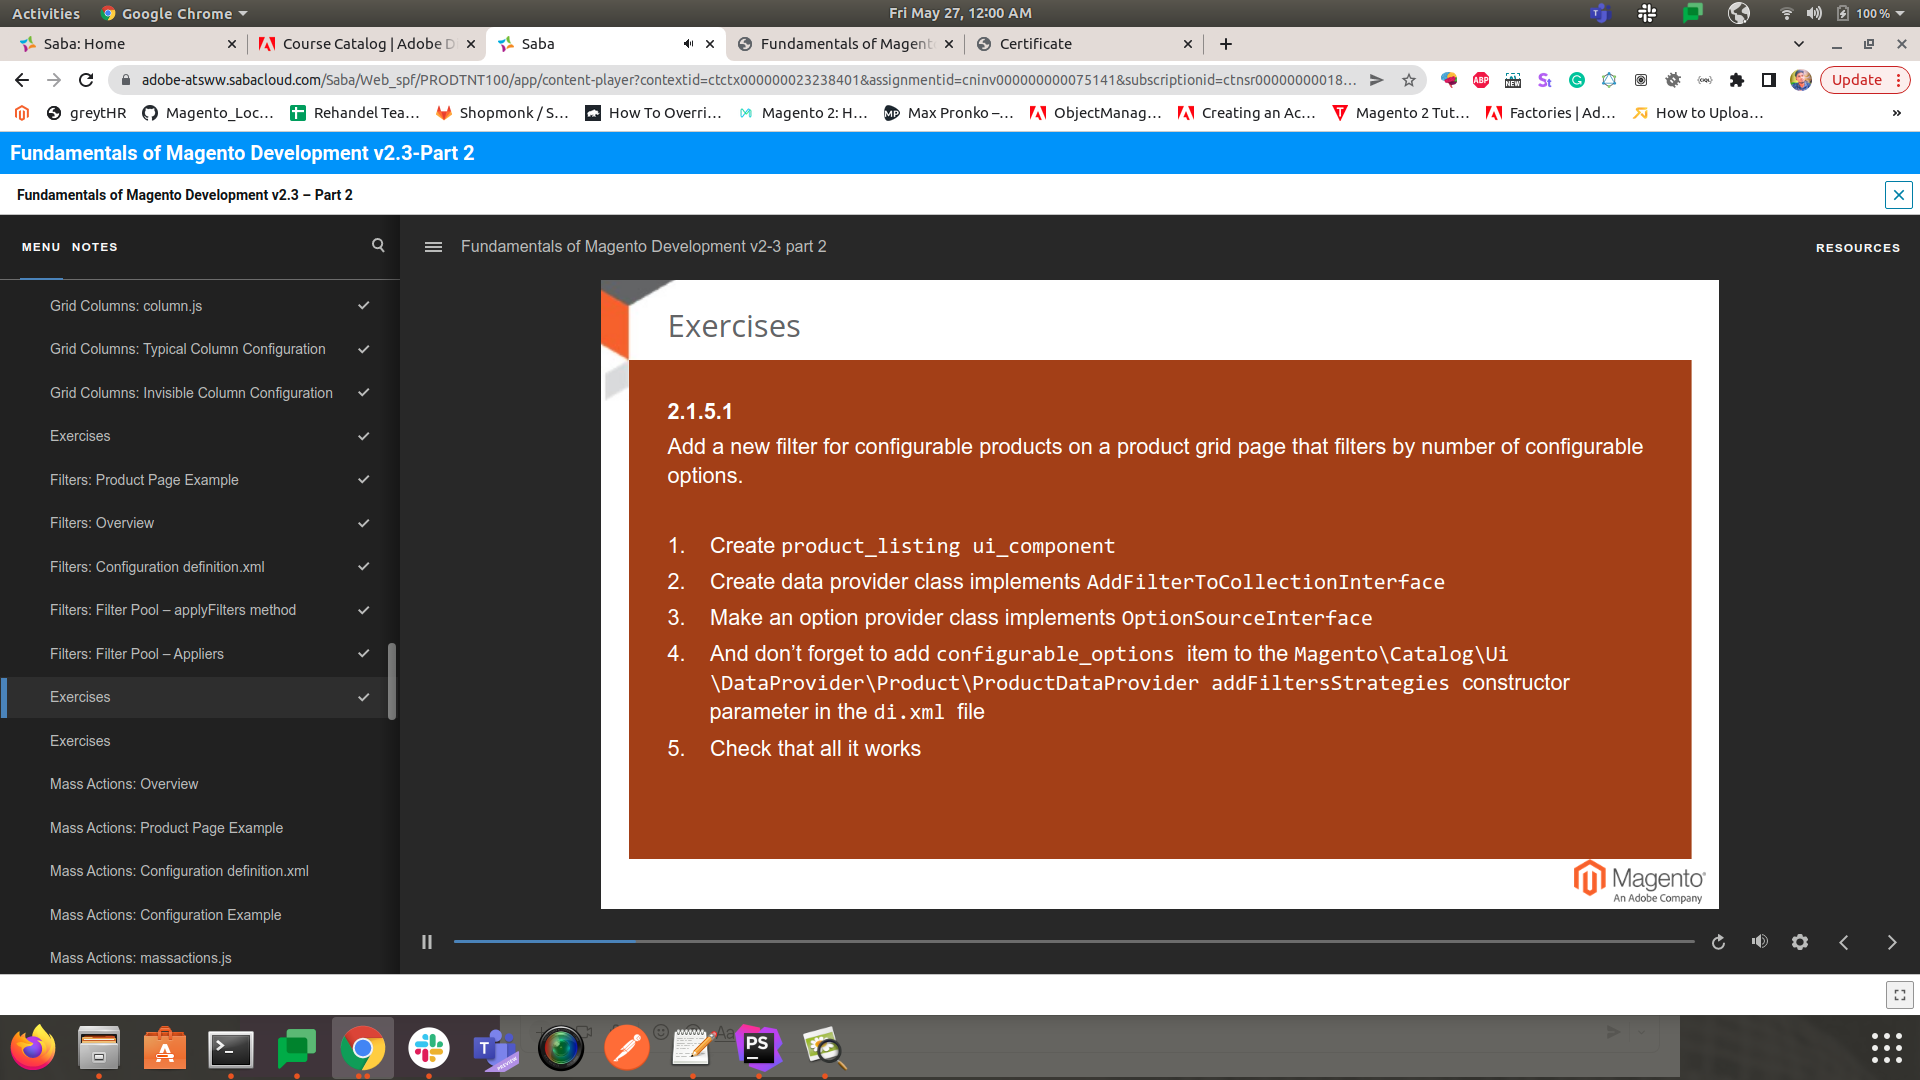 Activities
Google Chrome
Fri May 27, 12:00 AM
100 %
Saba: Home
Course Catalog | Adobe D
Saba
Fundamentals of Magent
Certificate
adobe-atsww.sabacloud.com/Saba/Web_spf/PRODTNT100/app/content-player?contextid=ctctx000000023238401&assignmentid=cninv000000000075141&subscriptionid=ctnsr00000000018...
ABP
NEW
Update
greytHR
Magento_Loc...
Rehandel Tea...
Shopmonk / S...
How To Overri...
Magento 2: H...
Max Pronko –...
ObjectManag...
Creating an Ac...
Magento 2 Tut...
Factories | Ad...
How to Uploa...
»
Fundamentals of Magento Development v2.3-Part 2
Fundamentals of Magento Development v2.3 – Part 2
MENU
NOTES
Fundamentals of Magento Development v2-3 part 2
RESOURCES
Grid Columns: column.js
Grid Columns: Typical Column Configuration
Grid Columns: Invisible Column Configuration
Exercises
Filters: Product Page Example
Filters: Overview
Filters: Configuration definition.xml
Filters: Filter Pool – applyFilters method
Filters: Filter Pool – Appliers
Exercises
Exercises
Mass Actions: Overview
Mass Actions: Product Page Example
Mass Actions: Configuration definition.xml
Mass Actions: Configuration Example
Mass Actions: massactions.js
Exercises
2.1.5.1
Add a new filter for configurable products on a product grid page that filters by number of configurable
options.
1. Create product_listing ui_component
2. Create data provider class implements AddFilterToCollectionInterface
3. Make an option provider class implements OptionSourceInterface
4. And don't forget to add configurable_options item to the Magento\Catalog\Ui
\DataProvider\Product\ProductDataProvider addFiltersStrategies constructor
parameter in the di.xml file
5. Check that all it works
Magento
An Adobe Company
PS